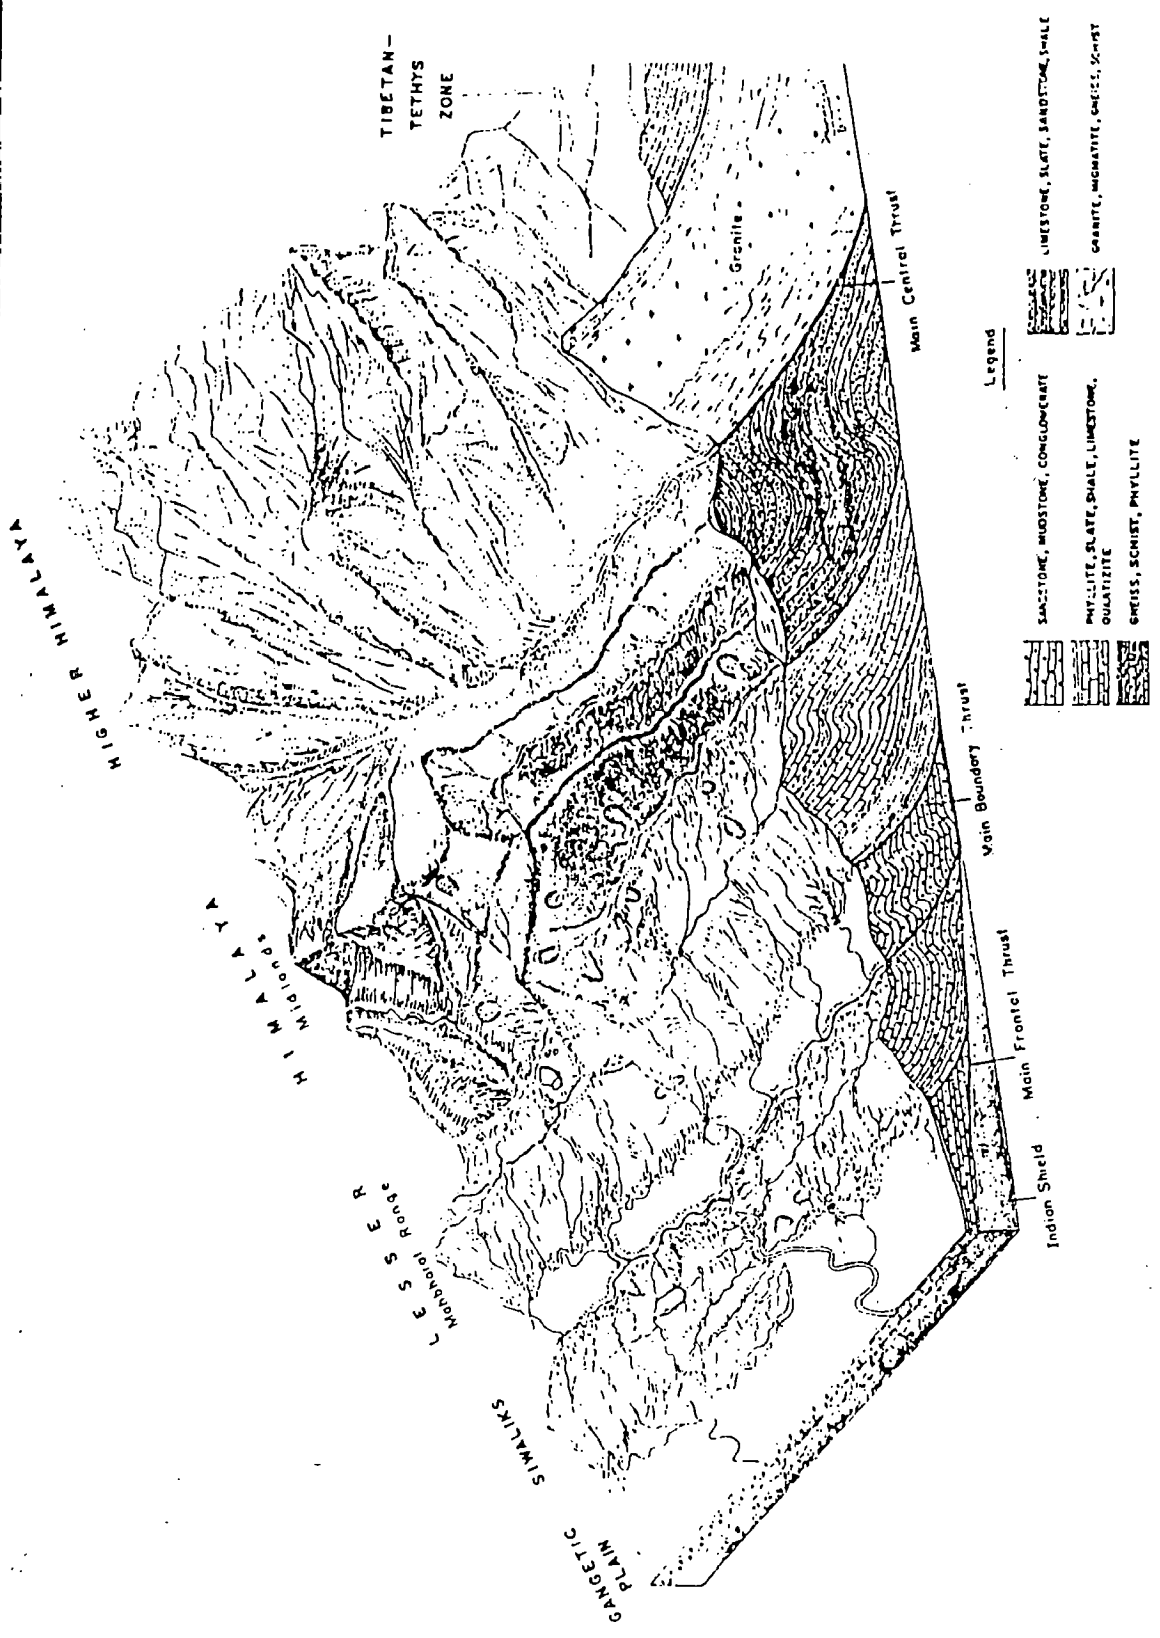 HIGHER HIMALAYA
TIBETAN-
TETHYS
ZONE
HIMALAYA
Midlands
LESSER
Mahabharat Range
SIWALIKS
GANGETIC
PLAIN
Granite
Main Central Thrust
Main Boundary Thrust
Main Frontal Thrust
Indian Shield
Legend
SANDSTONE, MUDSTONE, CONGLOMERATE
PHYLLITE, SLATE, SHALE, LIMESTONE,
QUATIZITE
GNEISS, SCHIST, PHYLLITE
LIMESTONE, SLATE, SANDSTONE, SHALE
GRANITE, MIGMATITE, GNEISS, SCHIST